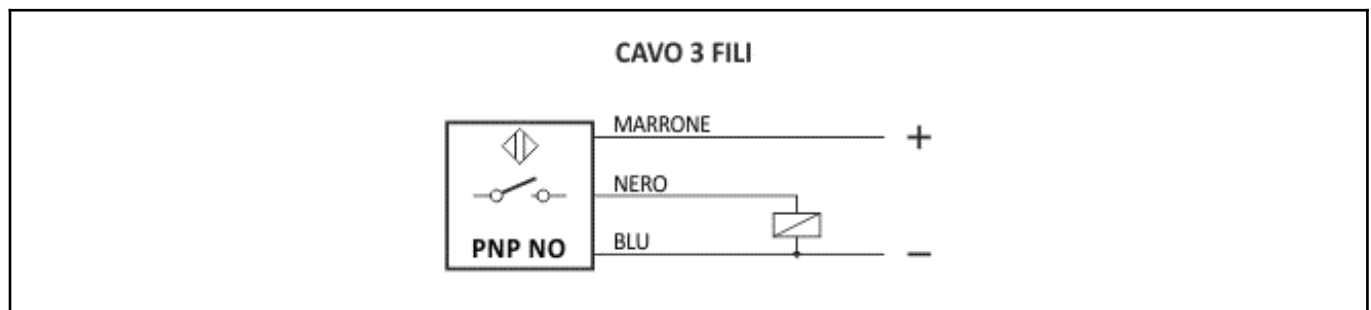 CAVO 3 FILI
MARRONE
+
NERO
PNP NO
BLU
−